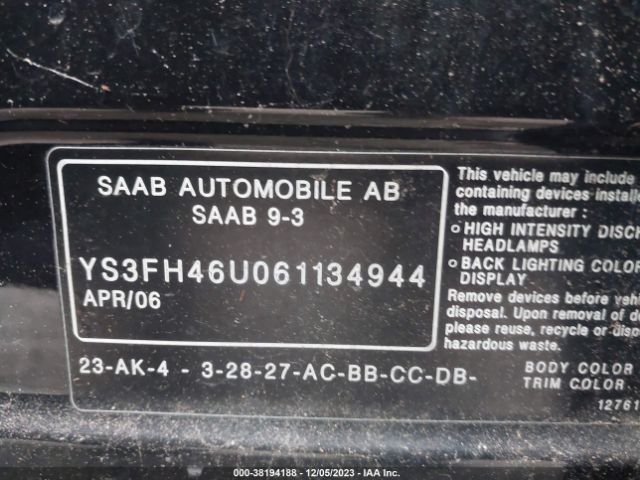 SAAB AUTOMOBILE AB
SAAB 9-3
YS3FH46U061134944
APR/06
23-AK-4 - 3-28-27-AC-BB-CC-DB-
This vehicle may include
containing devices
the manufacturer :
o HIGH INTENSITY
HEADLAMPS
o BACK LIGHTING COLOR
DISPLAY
Remove devices before
disposal. Upon removal of
please reuse, recycle or
hazardous waste.
BODY COLOR
TRIM COLOR
12761
000-38194188 - 12/05/2023 - IAA Inc.